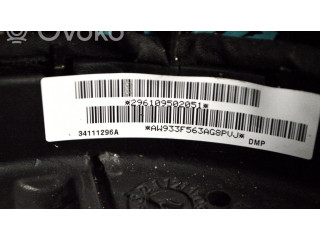 OVOKO
*296109502051*
34111296A
*AW933F563AG8PVJ*
DMP